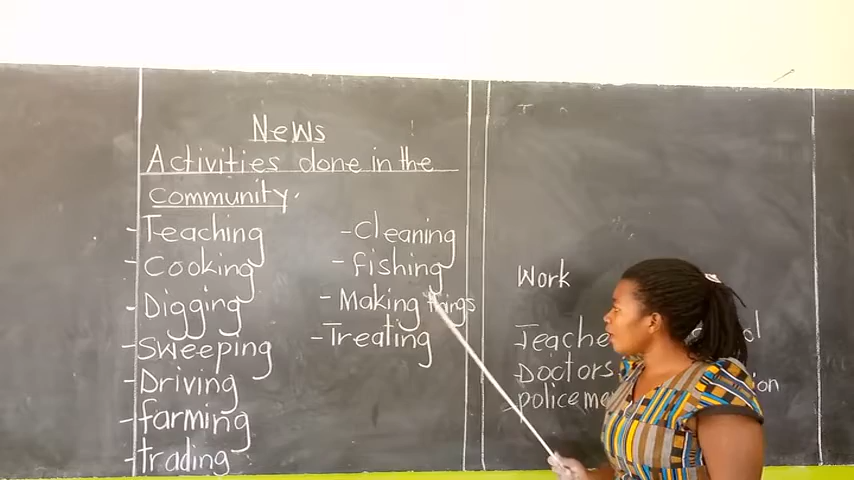 News
Activities done in the
community.
-Teaching
-Cooking
-Digging
-Sweeping
-Driving
-farming
-trading
-Cleaning
-fishing
-Making things
-Treating
Work
Teache
-Doctors
-policeme